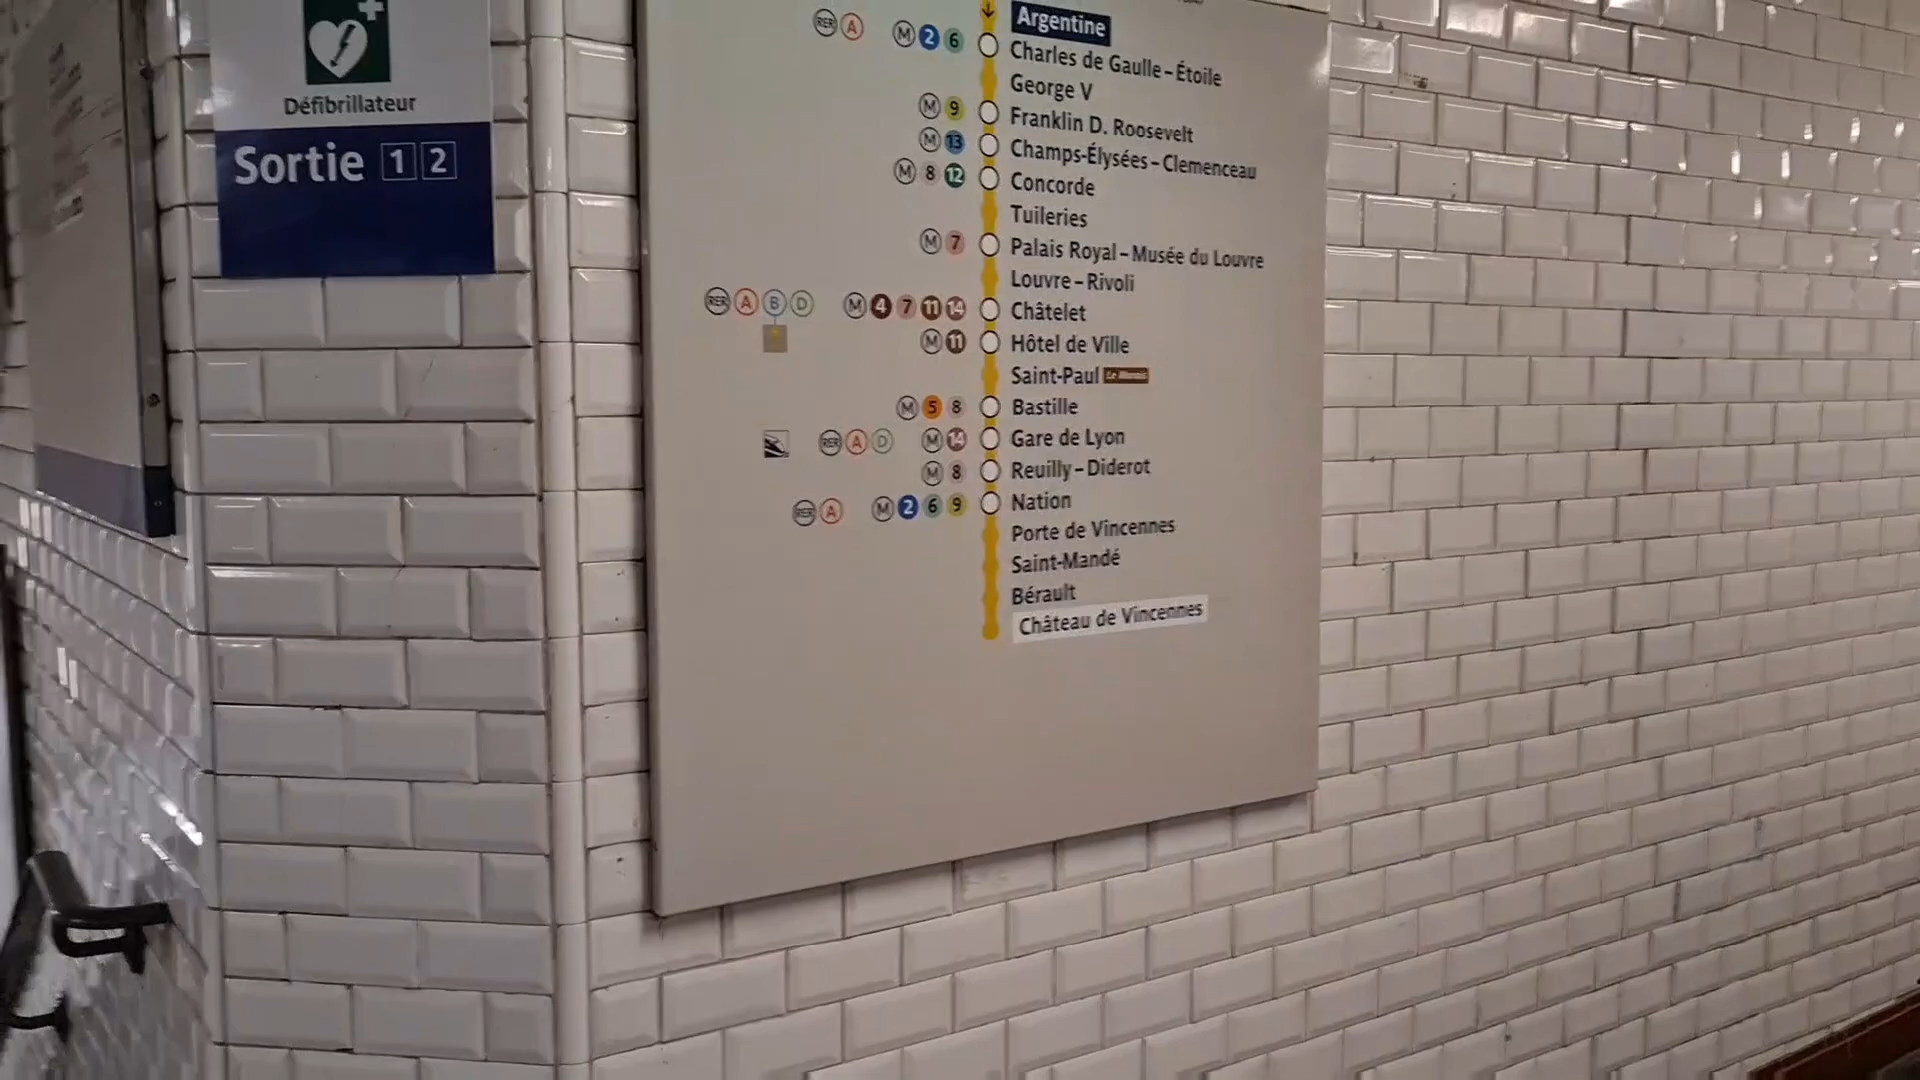 Défibrillateur
Sortie 1 2
Argentine
RER A M 2 6 Charles de Gaulle – Étoile
George V
M 9 Franklin D. Roosevelt
M 13 Champs-Élysées – Clemenceau
M 8 12 Concorde
Tuileries
M 7 Palais Royal – Musée du Louvre
Louvre – Rivoli
RER A B D M 4 7 11 14 Châtelet
M 11 Hôtel de Ville
Saint-Paul Le Marais
M 5 8 Bastille
RER A D M 14 Gare de Lyon
M 8 Reuilly – Diderot
RER A M 2 6 9 Nation
Porte de Vincennes
Saint-Mandé
Bérault
Château de Vincennes